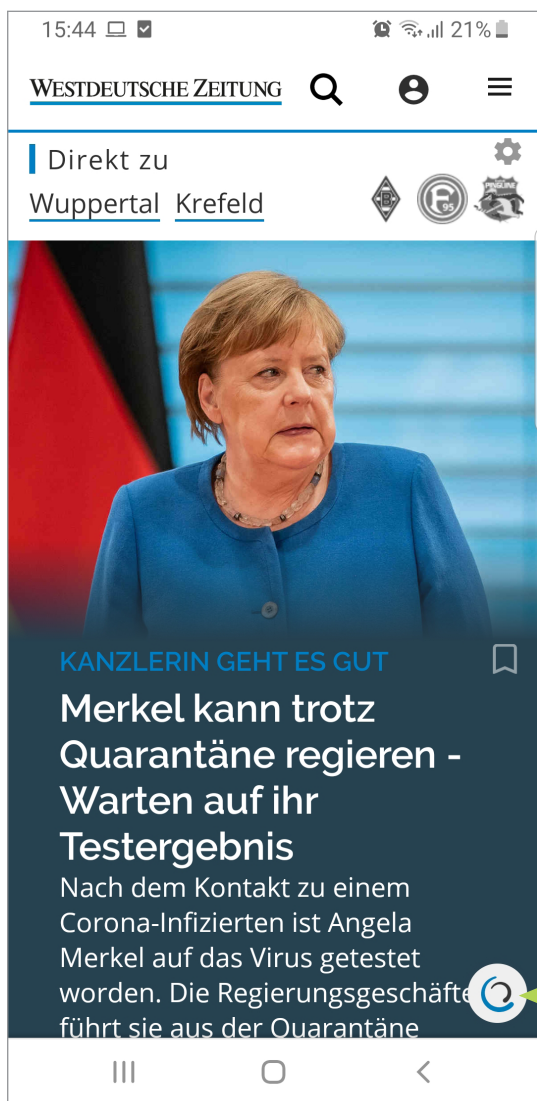 15:44
21%
WESTDEUTSCHE ZEITUNG
Direkt zu
Wuppertal Krefeld
B F 95 PINGUINE
KANZLERIN GEHT ES GUT
Merkel kann trotz
Quarantäne regieren -
Warten auf ihr
Testergebnis
Nach dem Kontakt zu einem
Corona-Infizierten ist Angela
Merkel auf das Virus getestet
worden. Die Regierungsgeschäfte
führt sie aus der Quarantäne